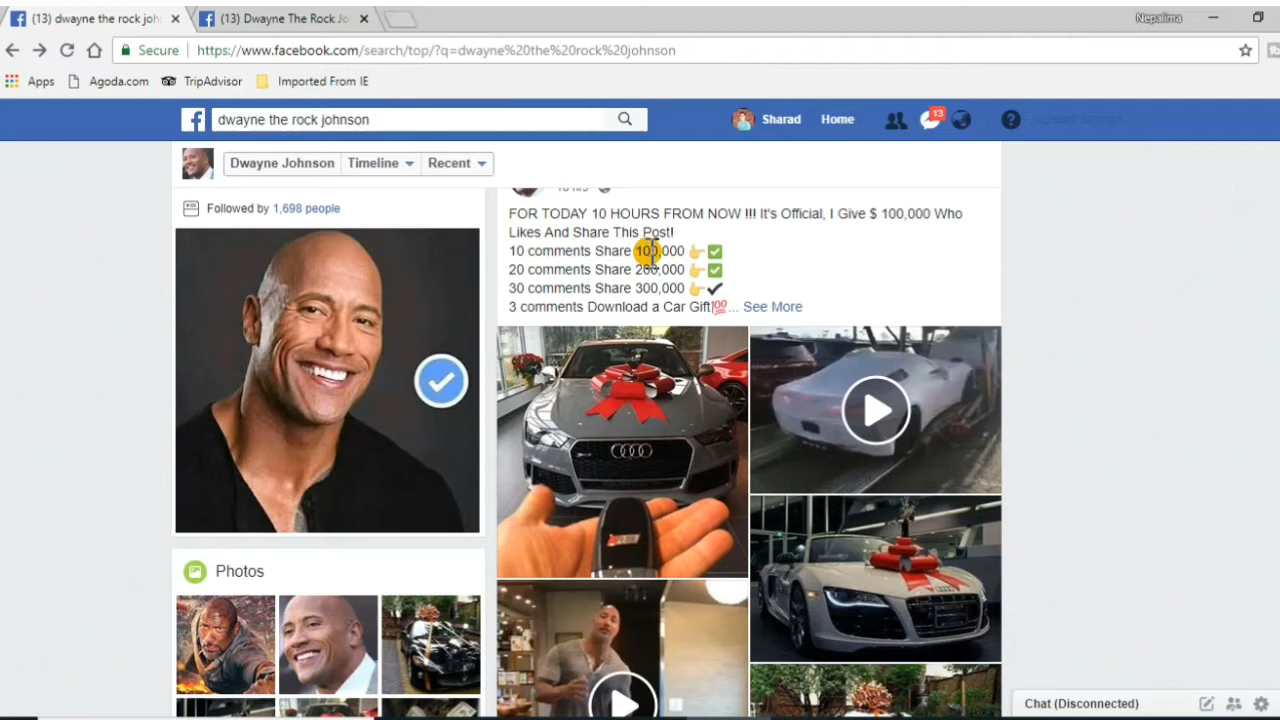 (13) dwayne the rock joh
(13) Dwayne The Rock Jo
Nepalima
Secure
https://www.facebook.com/search/top/?q=dwayne%20the%20rock%20johnson
Apps
Agoda.com
TripAdvisor
Imported From IE
dwayne the rock johnson
Sharad
Home
13
Dwayne Johnson
Timeline
Recent
Followed by 1,698 people
FOR TODAY 10 HOURS FROM NOW !!! It's Official, I Give $ 100,000 Who
Likes And Share This Post!
10 comments Share 100,000 👉✅
20 comments Share 200,000 👉✅
30 comments Share 300,000 👉✔
3 comments Download a Car Gift💯... See More
Photos
Chat (Disconnected)